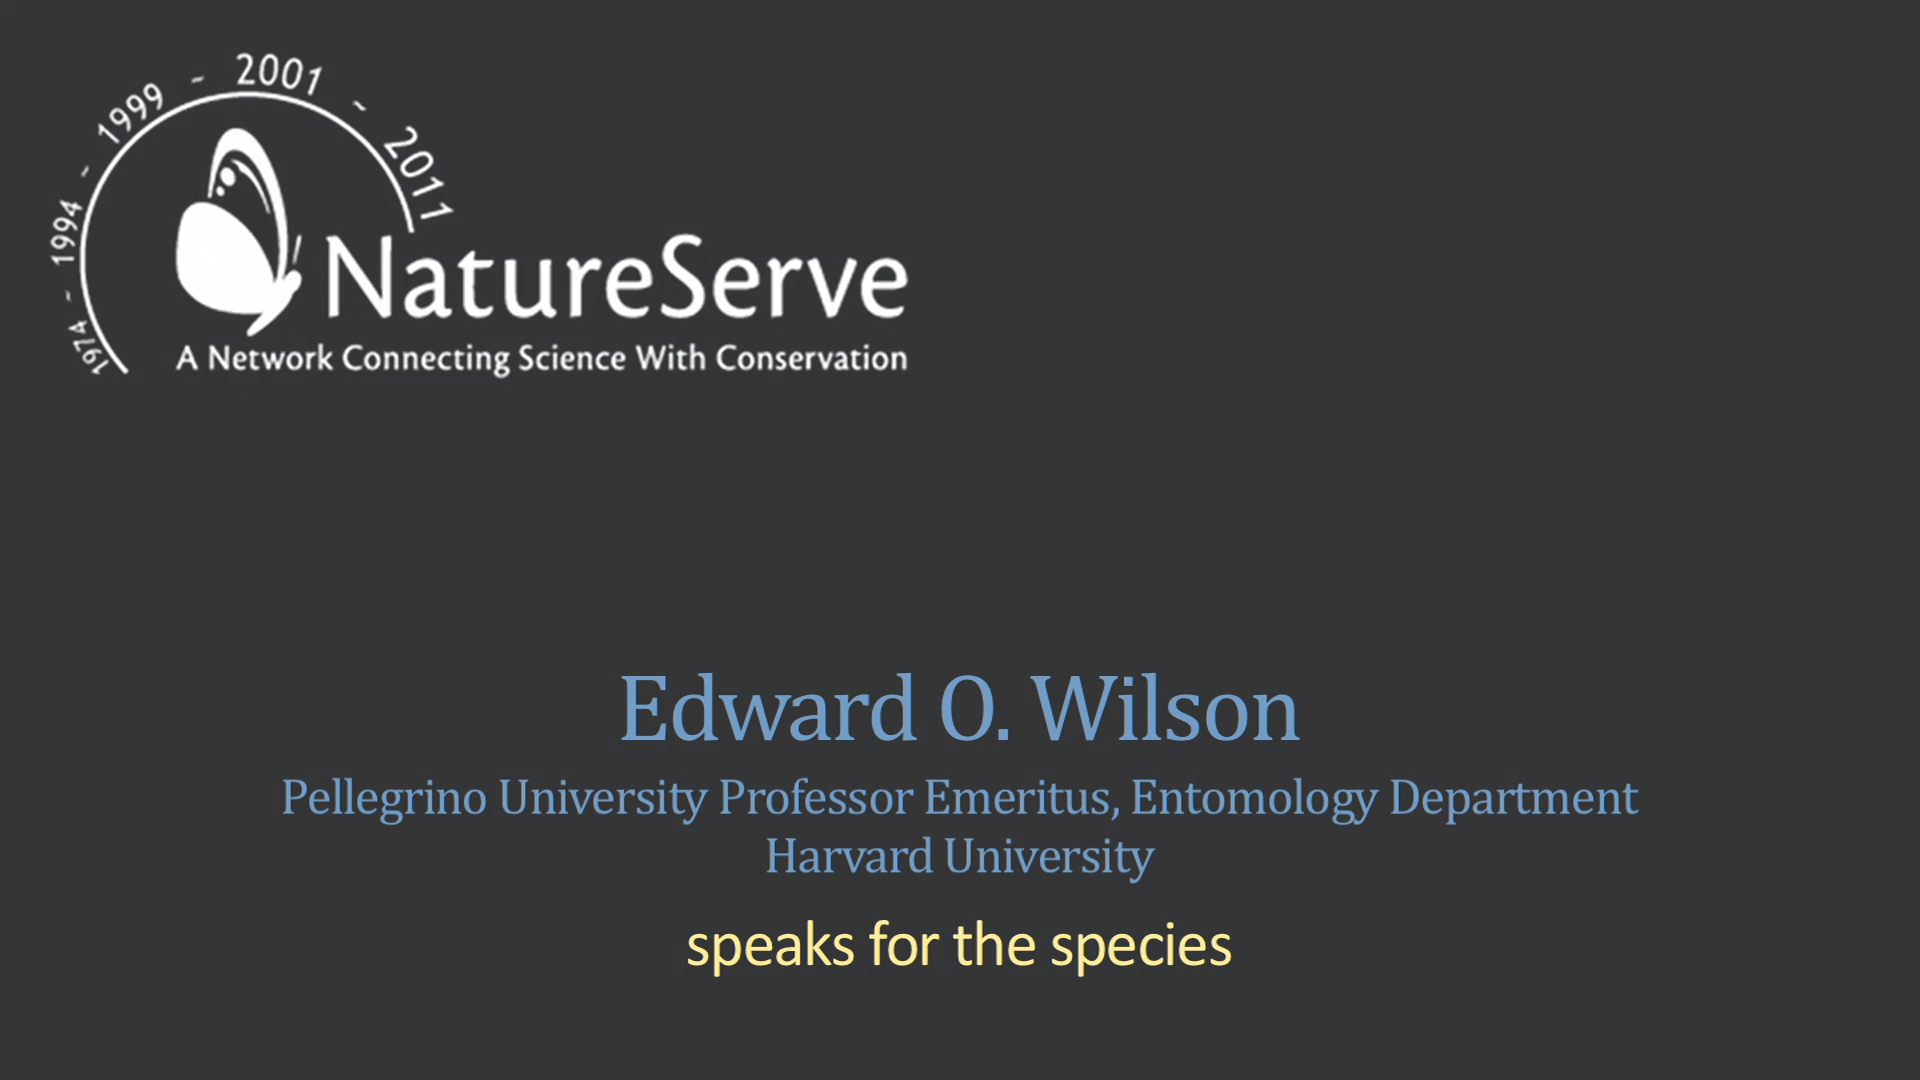 1974 - 1994 - 1999 - 2001 - 2011
NatureServe
A Network Connecting Science With Conservation
Edward O. Wilson
Pellegrino University Professor Emeritus, Entomology Department
Harvard University
speaks for the species